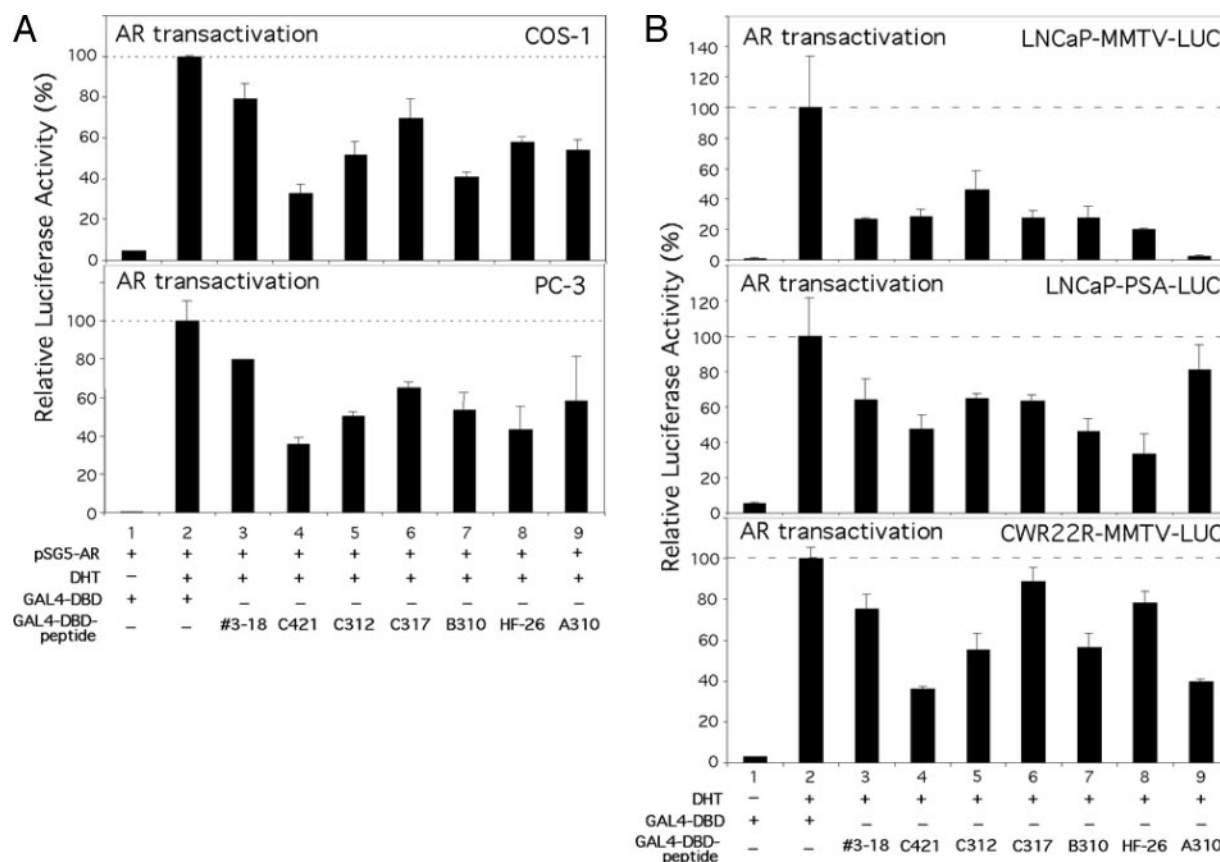 A
AR transactivation COS-1
100
80
60
40
20
0
AR transactivation PC-3
100
80
60
40
20
0
Relative Luciferase Activity (%)
1 2 3 4 5 6 7 8 9
pSG5-AR + + + + + + + + +
DHT – + + + + + + + +
GAL4-DBD + + – – – – – – –
GAL4-DBD-
peptide – – #3-18 C421 C312 C317 B310 HF-26 A310
B
AR transactivation LNCaP-MMTV-LUC
140
120
100
80
60
40
20
0
AR transactivation LNCaP-PSA-LUC
120
100
80
60
40
20
0
AR transactivation CWR22R-MMTV-LUC
100
80
60
40
20
0
Relative Luciferase Activity (%)
1 2 3 4 5 6 7 8 9
DHT – + + + + + + + +
GAL4-DBD + + – – – – – – –
GAL4-DBD-
peptide – – #3-18 C421 C312 C317 B310 HF-26 A310